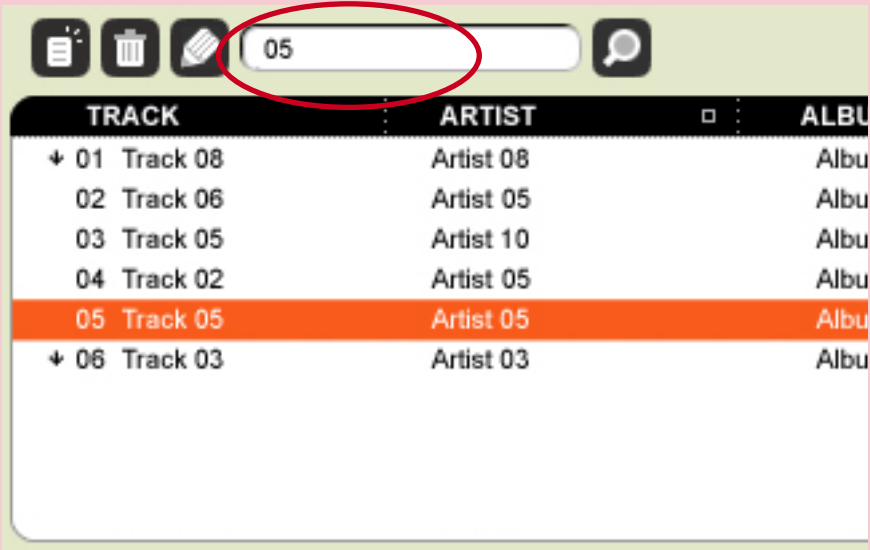 05
TRACK ARTIST ALBU
01 Track 08 Artist 08 Albu
02 Track 06 Artist 05 Albu
03 Track 05 Artist 10 Albu
04 Track 02 Artist 05 Albu
05 Track 05 Artist 05 Albu
06 Track 03 Artist 03 Albu